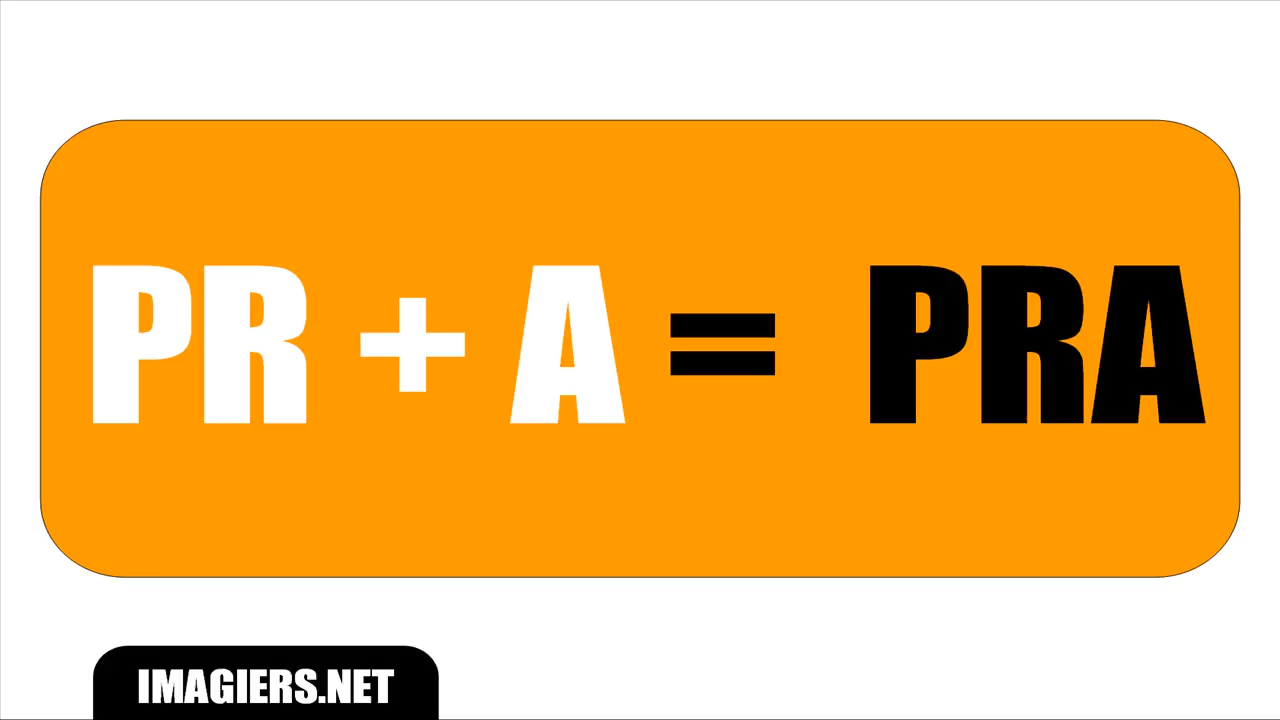 PR + A = PRA
IMAGIERS.NET